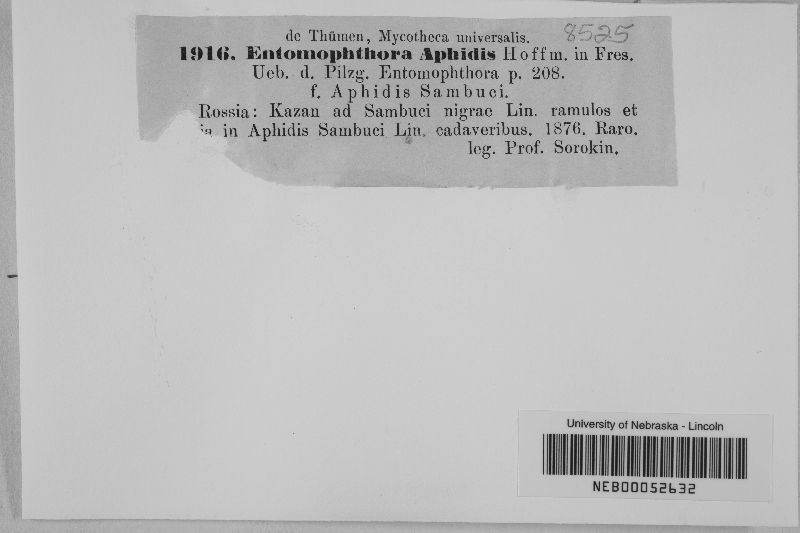 de Thümen, Mycotheca universalis. 8525
1916. Entomophthora Aphidis Hoffm. in Fres.
Ueb. d. Pilzg. Entomophthora p. 208.
f. Aphidis Sambuci.
Rossia: Kazan ad Sambuci nigrae Lin. ramulos et
in Aphidis Sambuci Lin. cadaveribus. 1876. Raro.
leg. Prof. Sorokin.
University of Nebraska - Lincoln
NEB00052632